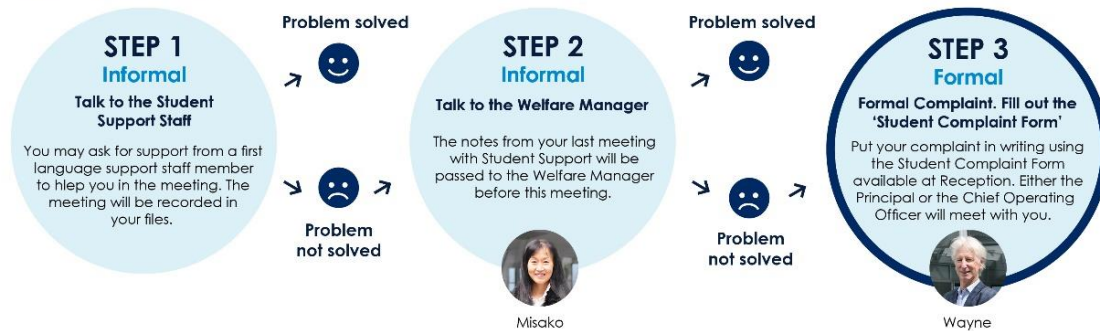 STEP 1
Informal
Talk to the Student
Support Staff
You may ask for support from a first
language support staff member
to hlep you in the meeting. The
meeting will be recorded in
your files.
Problem solved
Problem
not solved
STEP 2
Informal
Talk to the Welfare Manager
The notes from your last meeting
with Student Support will be
passed to the Welfare Manager
before this meeting.
Misako
Problem solved
Problem
not solved
STEP 3
Formal
Formal Complaint. Fill out the
‘Student Complaint Form’
Put your complaint in writing using
the Student Complaint Form
available at Reception. Either the
Principal or the Chief Operating
Officer will meet with you.
Wayne